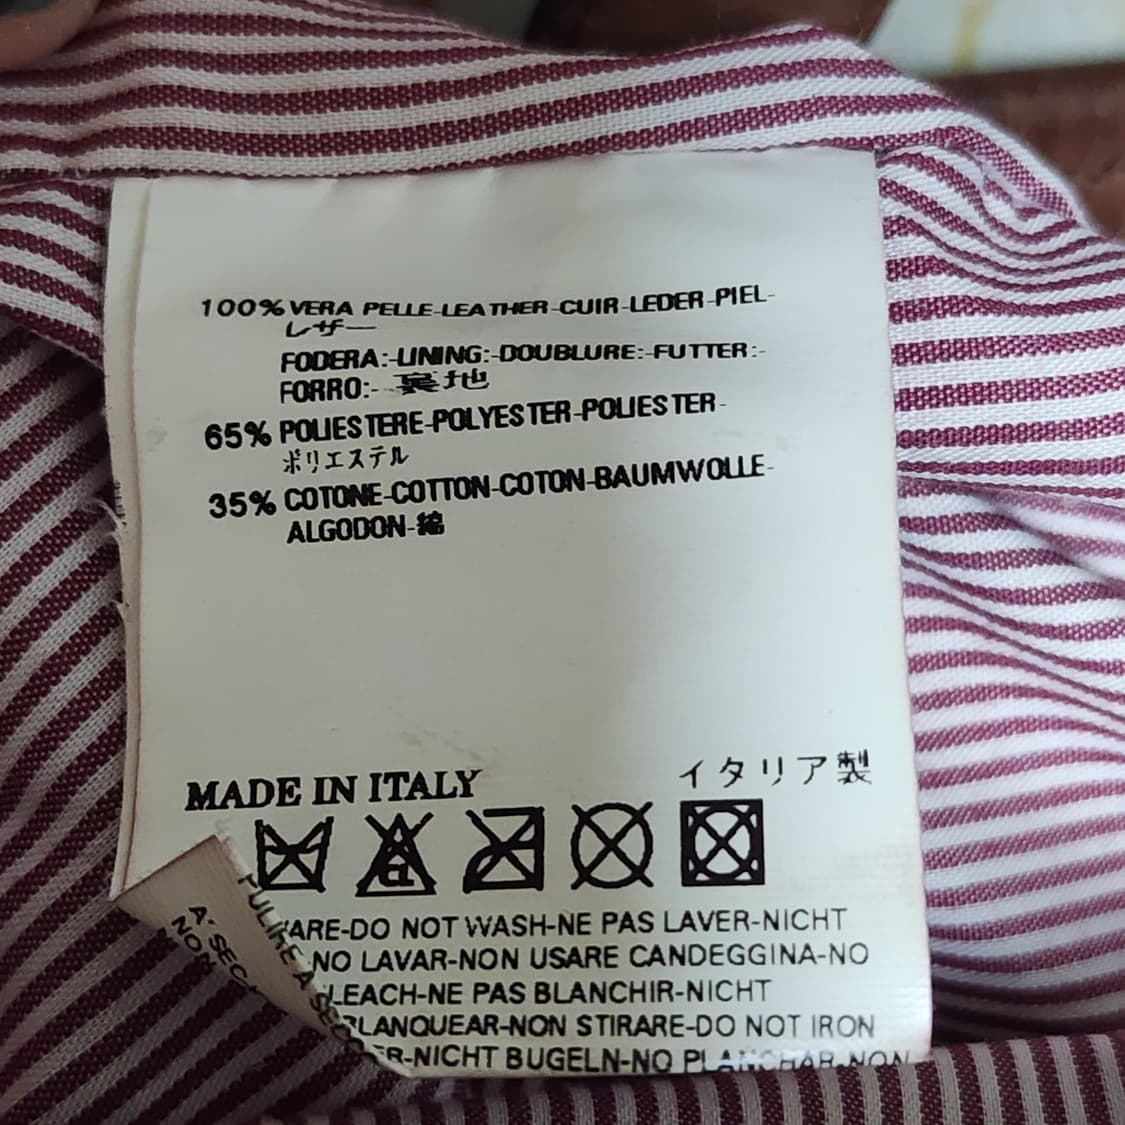 100% VERA PELLE-LEATHER-CUIR-LEDER-PIEL-
レザー
FODERA:-LINING:-DOUBLURE:-FUTTER:-
FORRO:- 裏地
65% POLIESTERE-POLYESTER-POLIESTER-
ポリエステル
35% COTONE-COTTON-COTON-BAUMWOLLE-
ALGODON-綿
MADE IN ITALY イタリア製
ARE-DO NOT WASH-NE PAS LAVER-NICHT
NO LAVAR-NON USARE CANDEGGINA-NO
LEACH-NE PAS BLANCHIR-NICHT
BLANQUEAR-NON STIRARE-DO NOT IRON
ER-NICHT BUGELN-NO PLANCHAR-NON